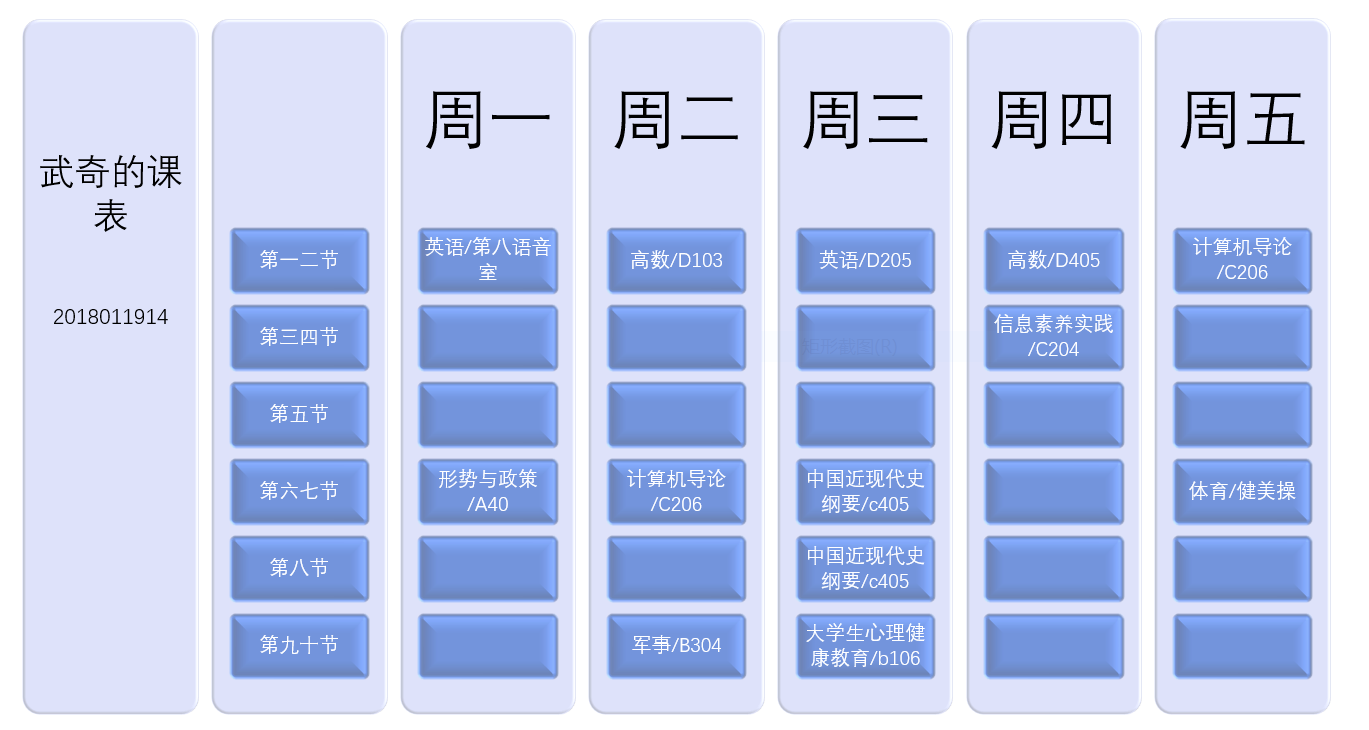 武奇的课
表
2018011914
周一
周二
周三
周四
周五
第一二节
英语/第八语音
室
高数/D103
英语/D205
高数/D405
计算机导论
/C206
第三四节
矩形截图(R)
信息素养实践
/C204
第五节
第六七节
形势与政策
/A40
计算机导论
/C206
中国近现代史
纲要/c405
体育/健美操
第八节
中国近现代史
纲要/c405
第九十节
军事/B304
大学生心理健
康教育/b106